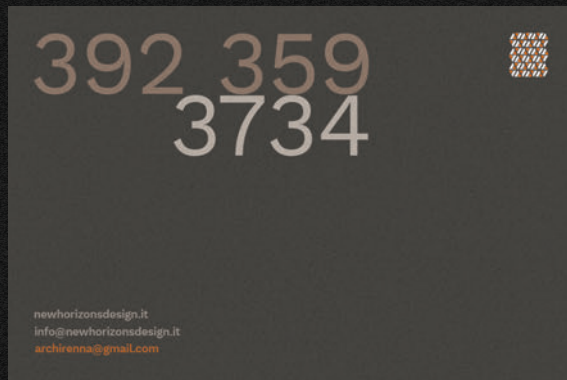 392 359
3734
newhorizonsdesign.it
info@newhorizonsdesign.it
archirenna@gmail.com